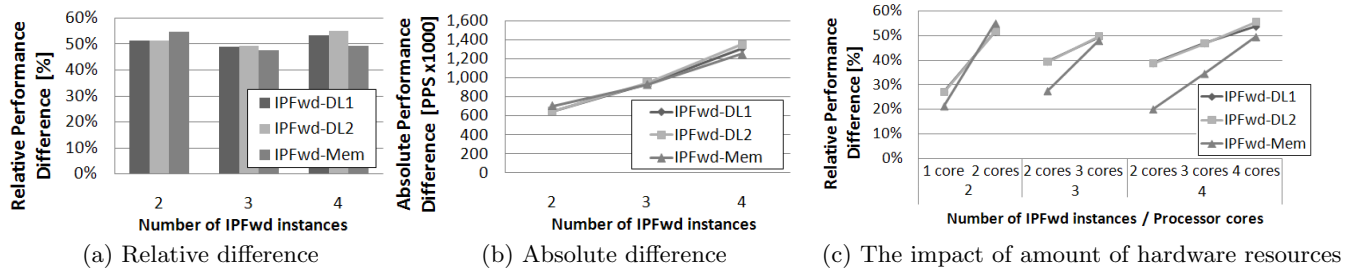 Relative Performance
Difference [%]
60%
50%
40%
30%
20%
10%
0%
IPFwd-DL1
IPFwd-DL2
IPFwd-Mem
2 3 4
Number of IPFwd instances
(a) Relative difference
Absolute Performance
Difference [PPS x1000]
1,600
1,400
1,200
1,000
800
600
400
200
0
IPFwd-DL1
IPFwd-DL2
IPFwd-Mem
2 3 4
Number of IPFwd instances
(b) Absolute difference
Relative Performance
Difference [%]
60%
50%
40%
30%
20%
10%
0%
IPFwd-DL1
IPFwd-DL2
IPFwd-Mem
1 core 2 cores 2 cores 3 cores 2 cores 3 cores 4 cores
2 3 4
Number of IPFwd instances / Processor cores
(c) The impact of amount of hardware resources